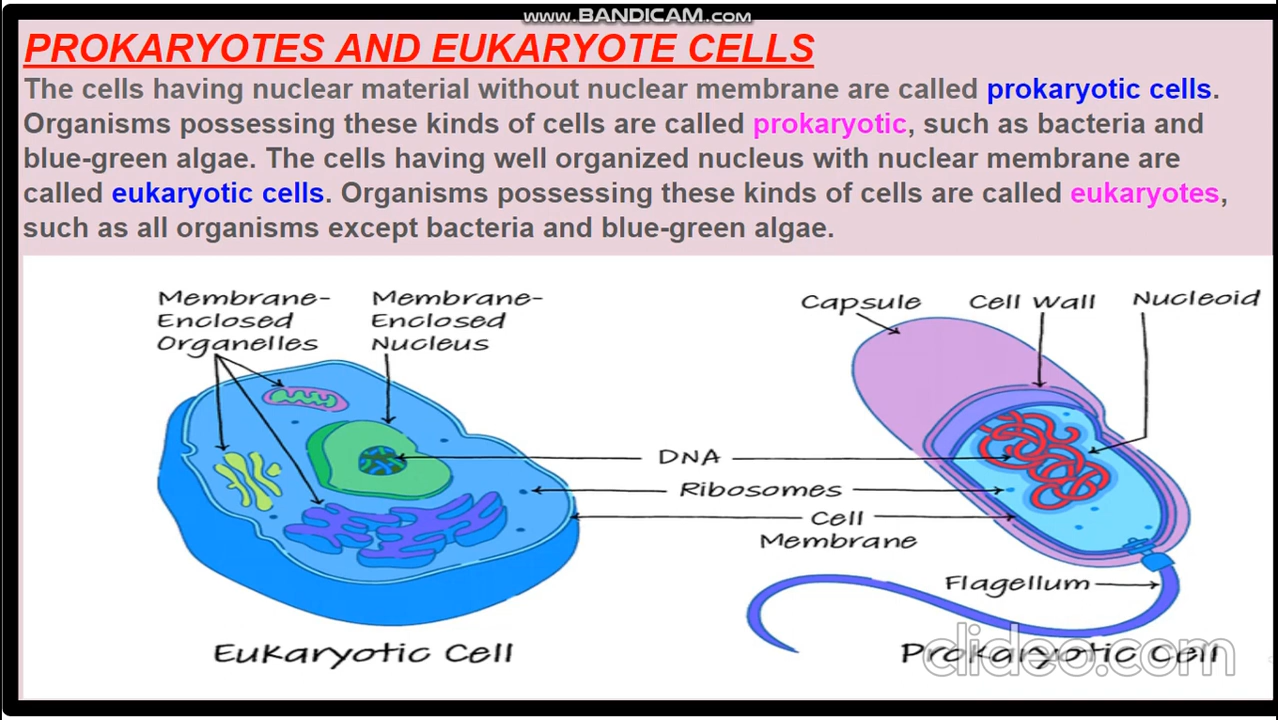 www.BANDICAM.com
PROKARYOTES AND EUKARYOTE CELLS
The cells having nuclear material without nuclear membrane are called prokaryotic cells.
Organisms possessing these kinds of cells are called prokaryotic, such as bacteria and
blue-green algae. The cells having well organized nucleus with nuclear membrane are
called eukaryotic cells. Organisms possessing these kinds of cells are called eukaryotes,
such as all organisms except bacteria and blue-green algae.
Membrane-
Enclosed
Organelles
Membrane-
Enclosed
Nucleus
Capsule
Cell Wall
Nucleoid
DNA
Ribosomes
Cell
Membrane
Flagellum
Eukaryotic Cell
Prokaryotic Cell
clideo.com